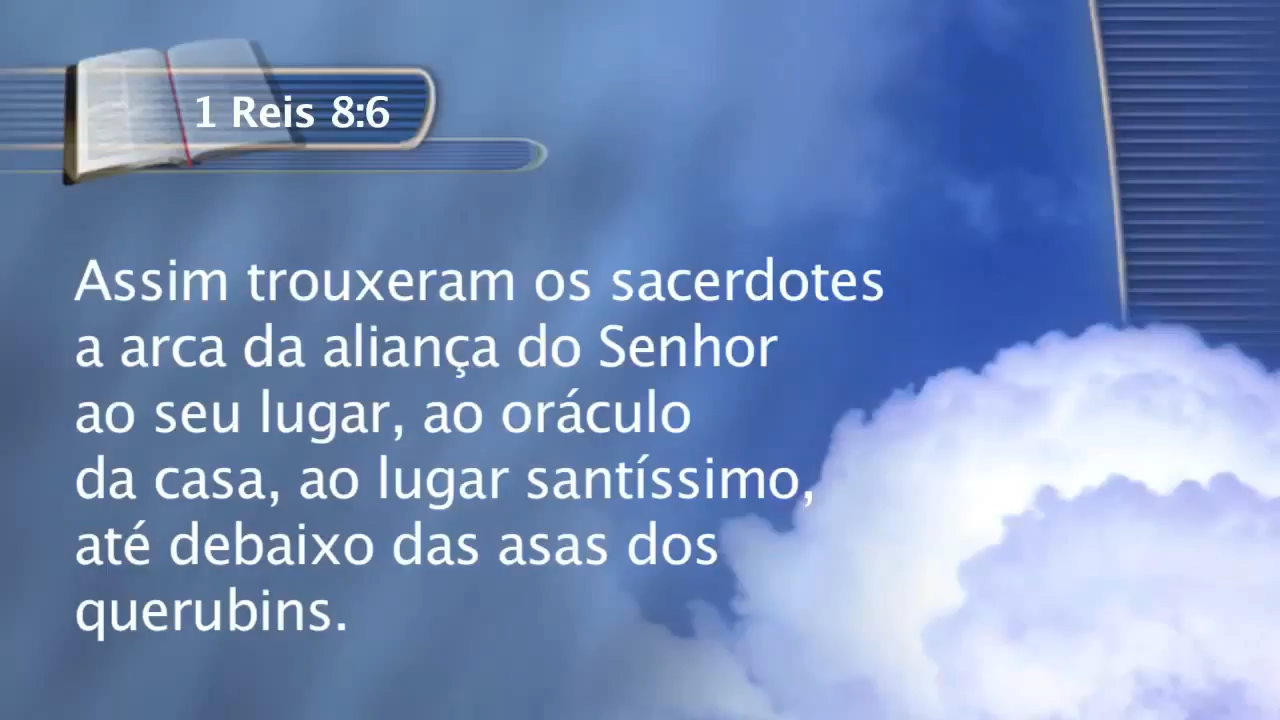 1 Reis 8:6
Assim trouxeram os sacerdotes
a arca da aliança do Senhor
ao seu lugar, ao oráculo
da casa, ao lugar santíssimo,
até debaixo das asas dos
querubins.